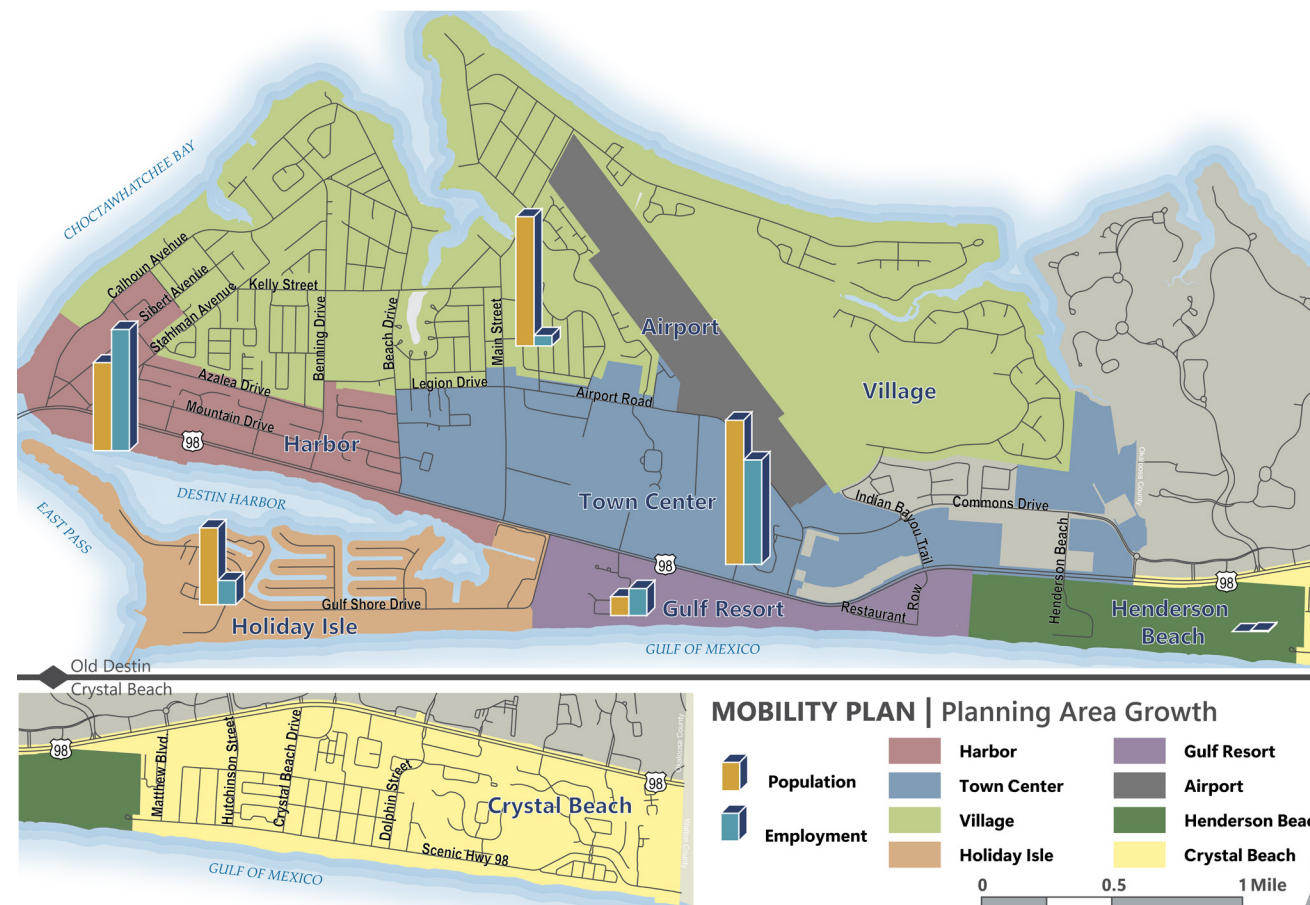 CHOCTAWHATCHEE BAY
Calhoun Avenue
Sibert Avenue
Stahlman Avenue
Kelly Street
Benning Drive
Beach Drive
Main Street
Airport
Village
Azalea Drive
Legion Drive
Airport Road
Mountain Drive
98
Harbor
DESTIN HARBOR
EAST PASS
Town Center
Indian Bayou Trail
Commons Drive
Okaloosa County
98
98
Henderson Beach
Gulf Shore Drive
Holiday Isle
Gulf Resort
Restaurant Row
Henderson
Beach
GULF OF MEXICO
Old Destin
Crystal Beach
98
Matthew Blvd.
Hutchinson Street
Crystal Beach Drive
Dolphin Street
98
Crystal Beach
Scenic Hwy 98
GULF OF MEXICO
Okaloosa County
Walton County
MOBILITY PLAN | Planning Area Growth
Population
Employment
Harbor
Town Center
Village
Holiday Isle
Gulf Resort
Airport
Henderson Beac
Crystal Beach
0 0.5 1 Mile